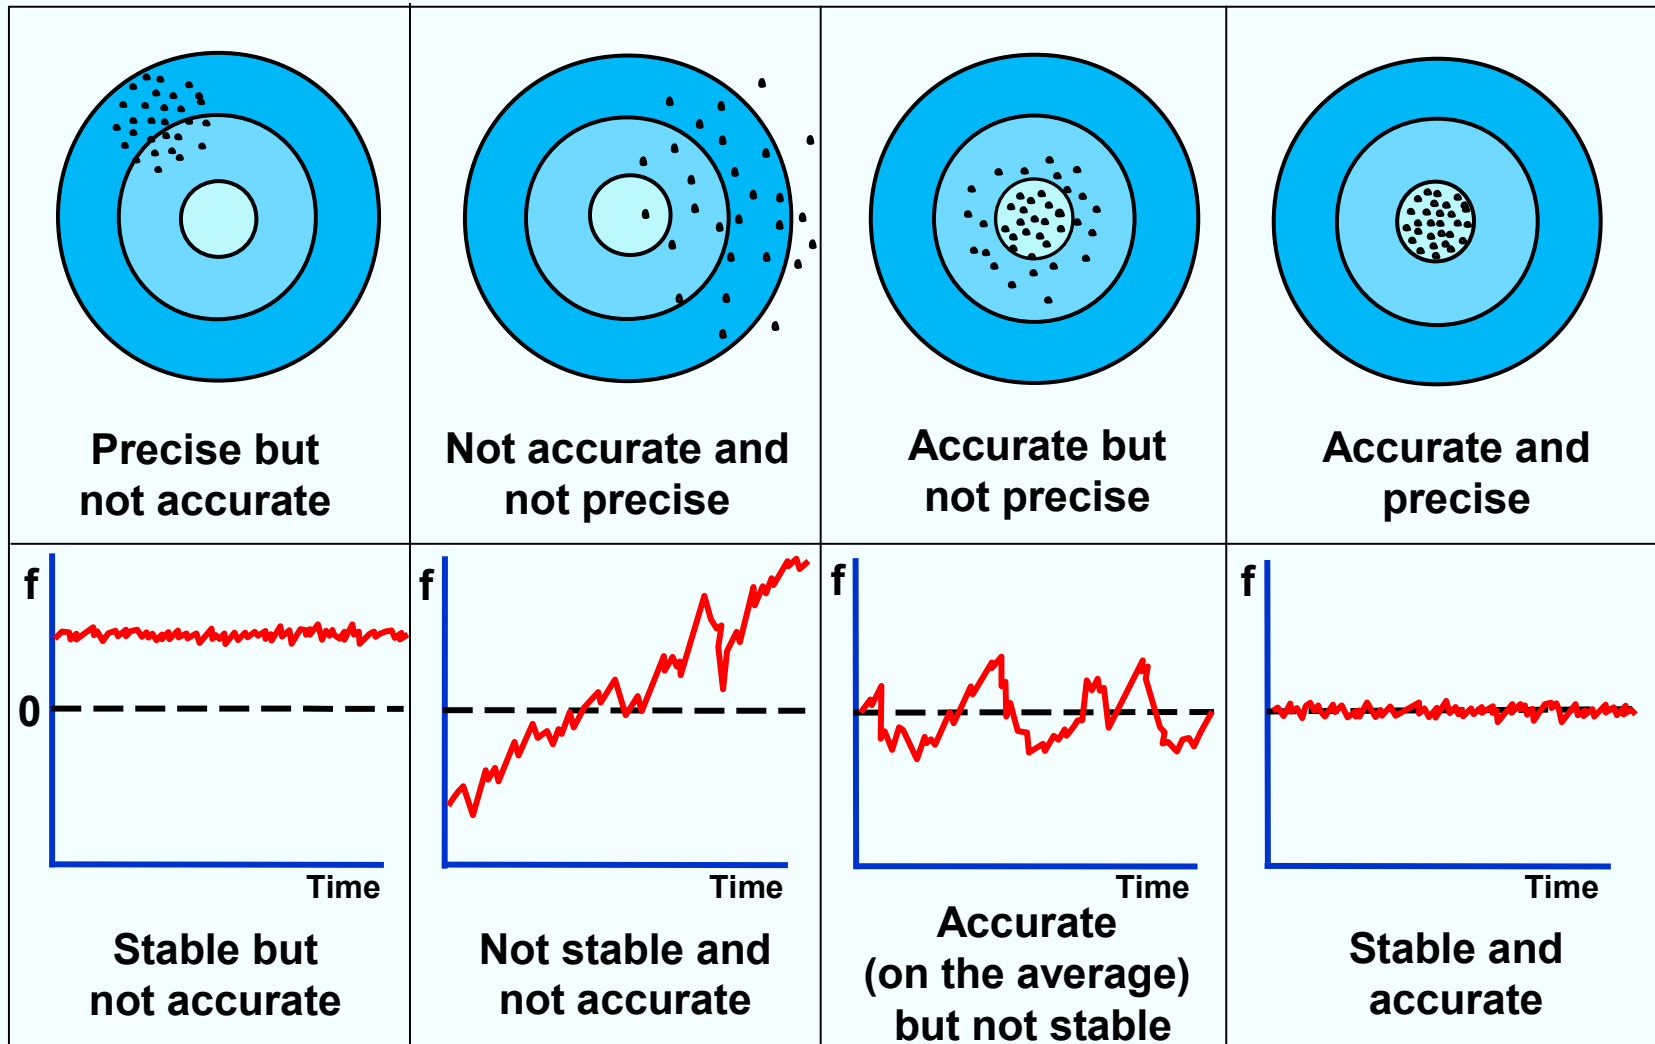 Precise but
not accurate
Not accurate and
not precise
Accurate but
not precise
Accurate and
precise
f
0
Time
Stable but
not accurate
f
Time
Not stable and
not accurate
f
Time
Accurate
(on the average)
but not stable
f
Time
Stable and
accurate